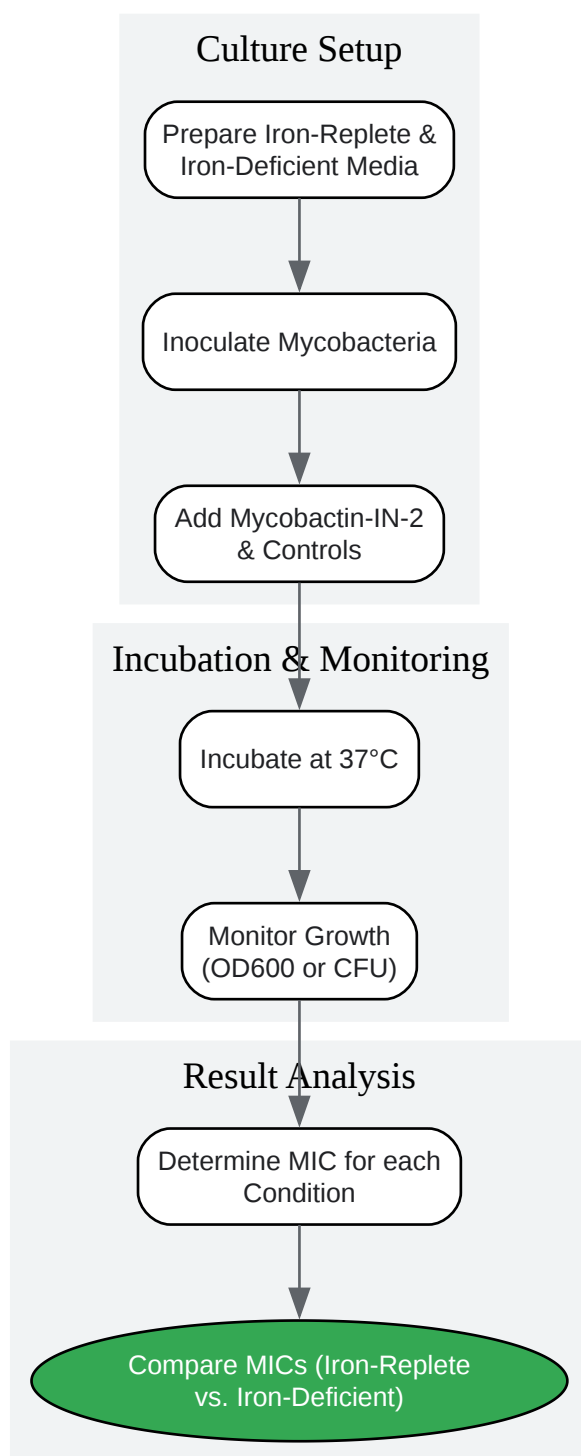 Culture Setup
Prepare Iron-Replete &
Iron-Deficient Media
Inoculate Mycobacteria
Add Mycobactin-IN-2
& Controls
Incubation & Monitoring
Incubate at 37°C
Monitor Growth
(OD600 or CFU)
Result Analysis
Determine MIC for each
Condition
Compare MICs (Iron-Replete
vs. Iron-Deficient)